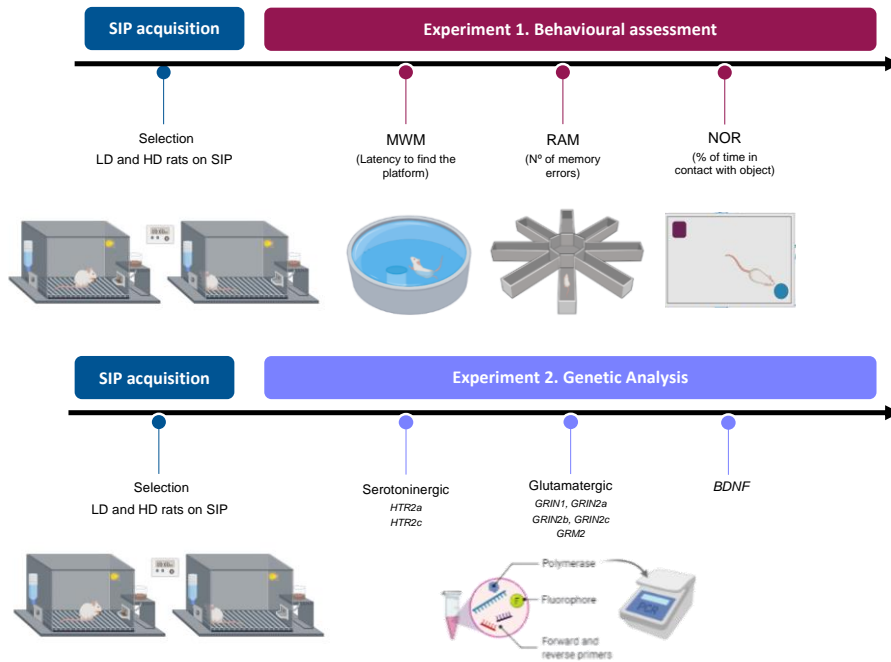 SIP acquisition
Experiment 1. Behavioural assessment
Selection
LD and HD rats on SIP
MWM
(Latency to find the
platform)
RAM
(Nº of memory
errors)
NOR
(% of time in
contact with object)
SIP acquisition
Experiment 2. Genetic Analysis
Selection
LD and HD rats on SIP
Serotoninergic
HTR2a
HTR2c
Glutamatergic
GRIN1, GRIN2a
GRIN2b, GRIN2c
GRM2
BDNF
Polymerase
Fluorophore
Forward and
reverse primers
PCR